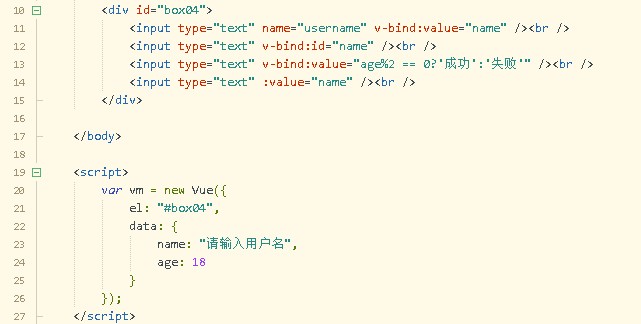 10 <div id="box04">
11 <input type="text" name="username" v-bind:value="name" /><br />
12 <input type="text" v-bind:id="name" /><br />
13 <input type="text" v-bind:value="age%2 == 0?'成功':'失败'" /><br />
14 <input type="text" :value="name" /><br />
15 </div>
16
17 </body>
18
19 <script>
20 var vm = new Vue({
21 el: "#box04",
22 data: {
23 name: "请输入用户名",
24 age: 18
25 }
26 });
27 </script>